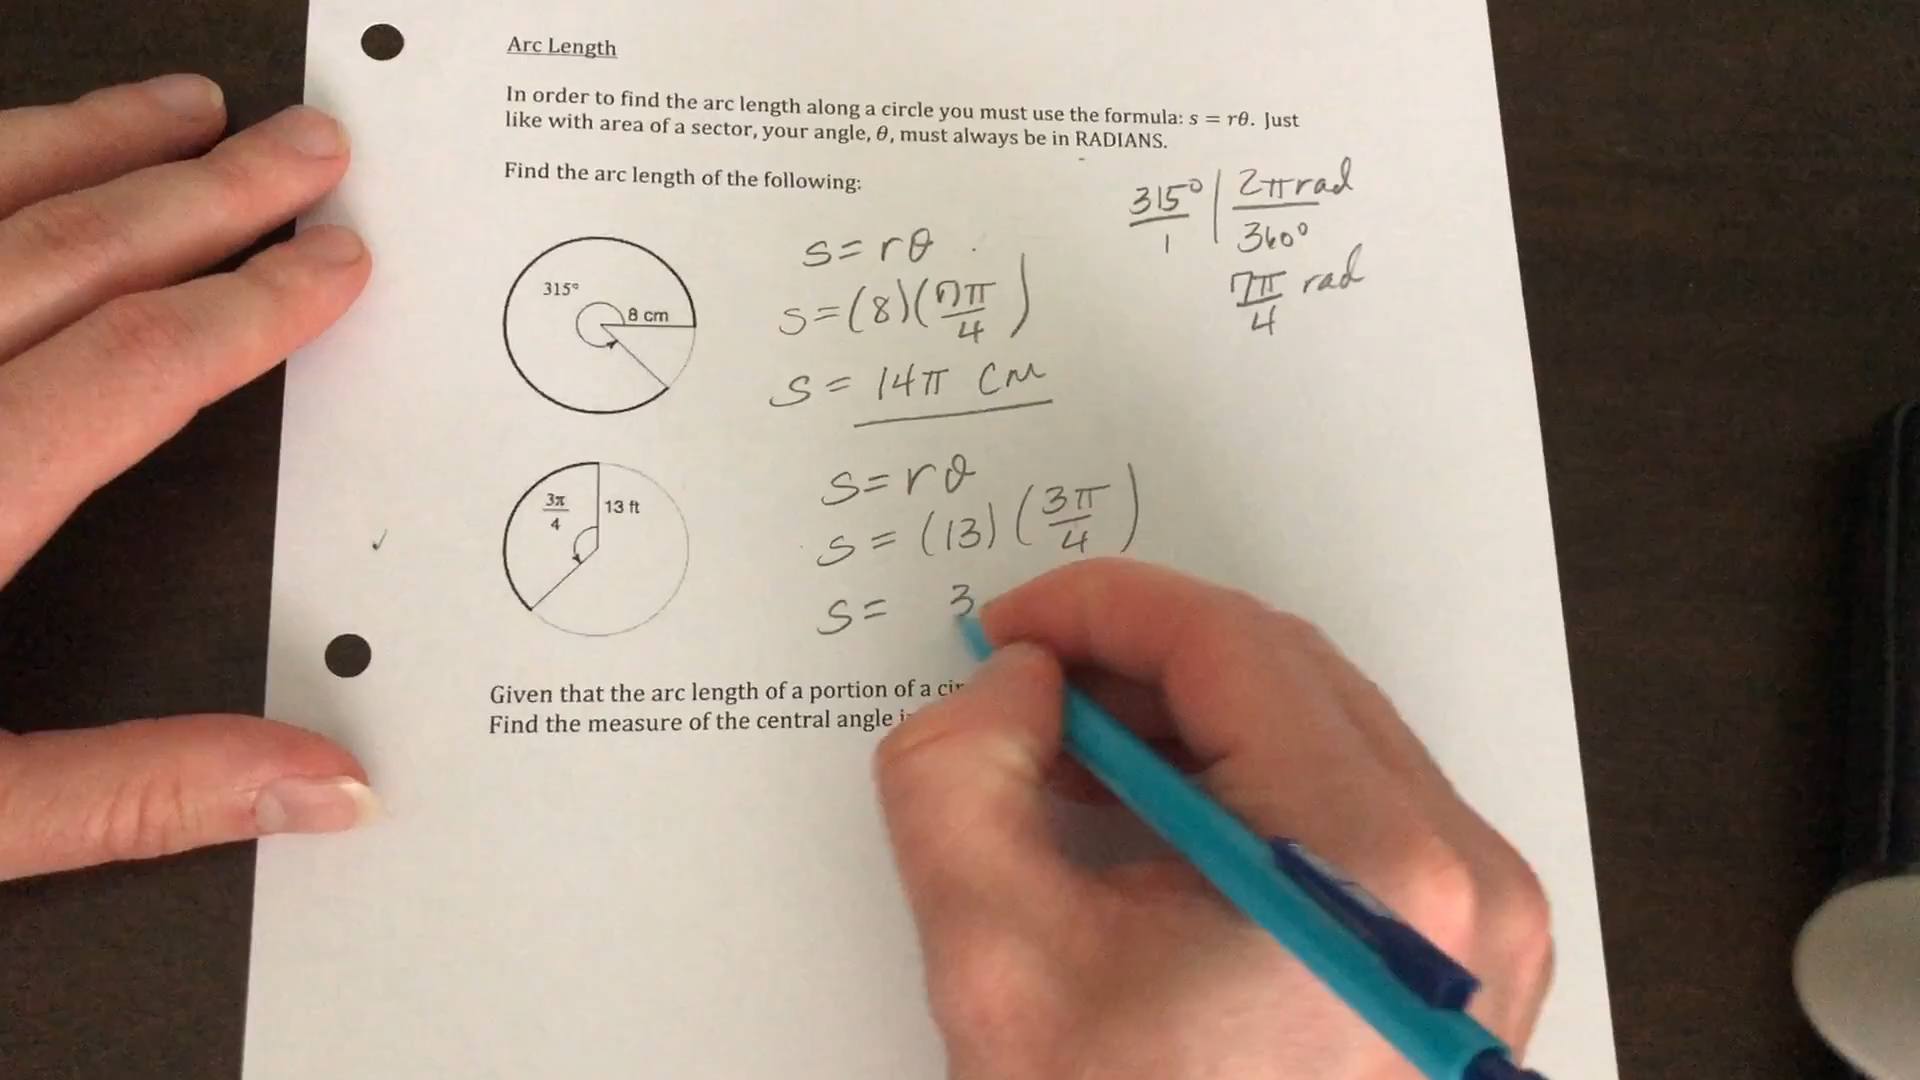 Arc Length
In order to find the arc length along a circle you must use the formula: s = rθ. Just
like with area of a sector, your angle, θ, must always be in RADIANS.
Find the arc length of the following:
315° | 2π rad
1 | 360°
7π/4 rad
315°
8 cm
s = rθ
s = (8)(7π/4)
s = 14π cm
3π/4
13 ft
s = rθ
s = (13)(3π/4)
s = 3
Given that the arc length of a portion of a
Find the measure of the central angle